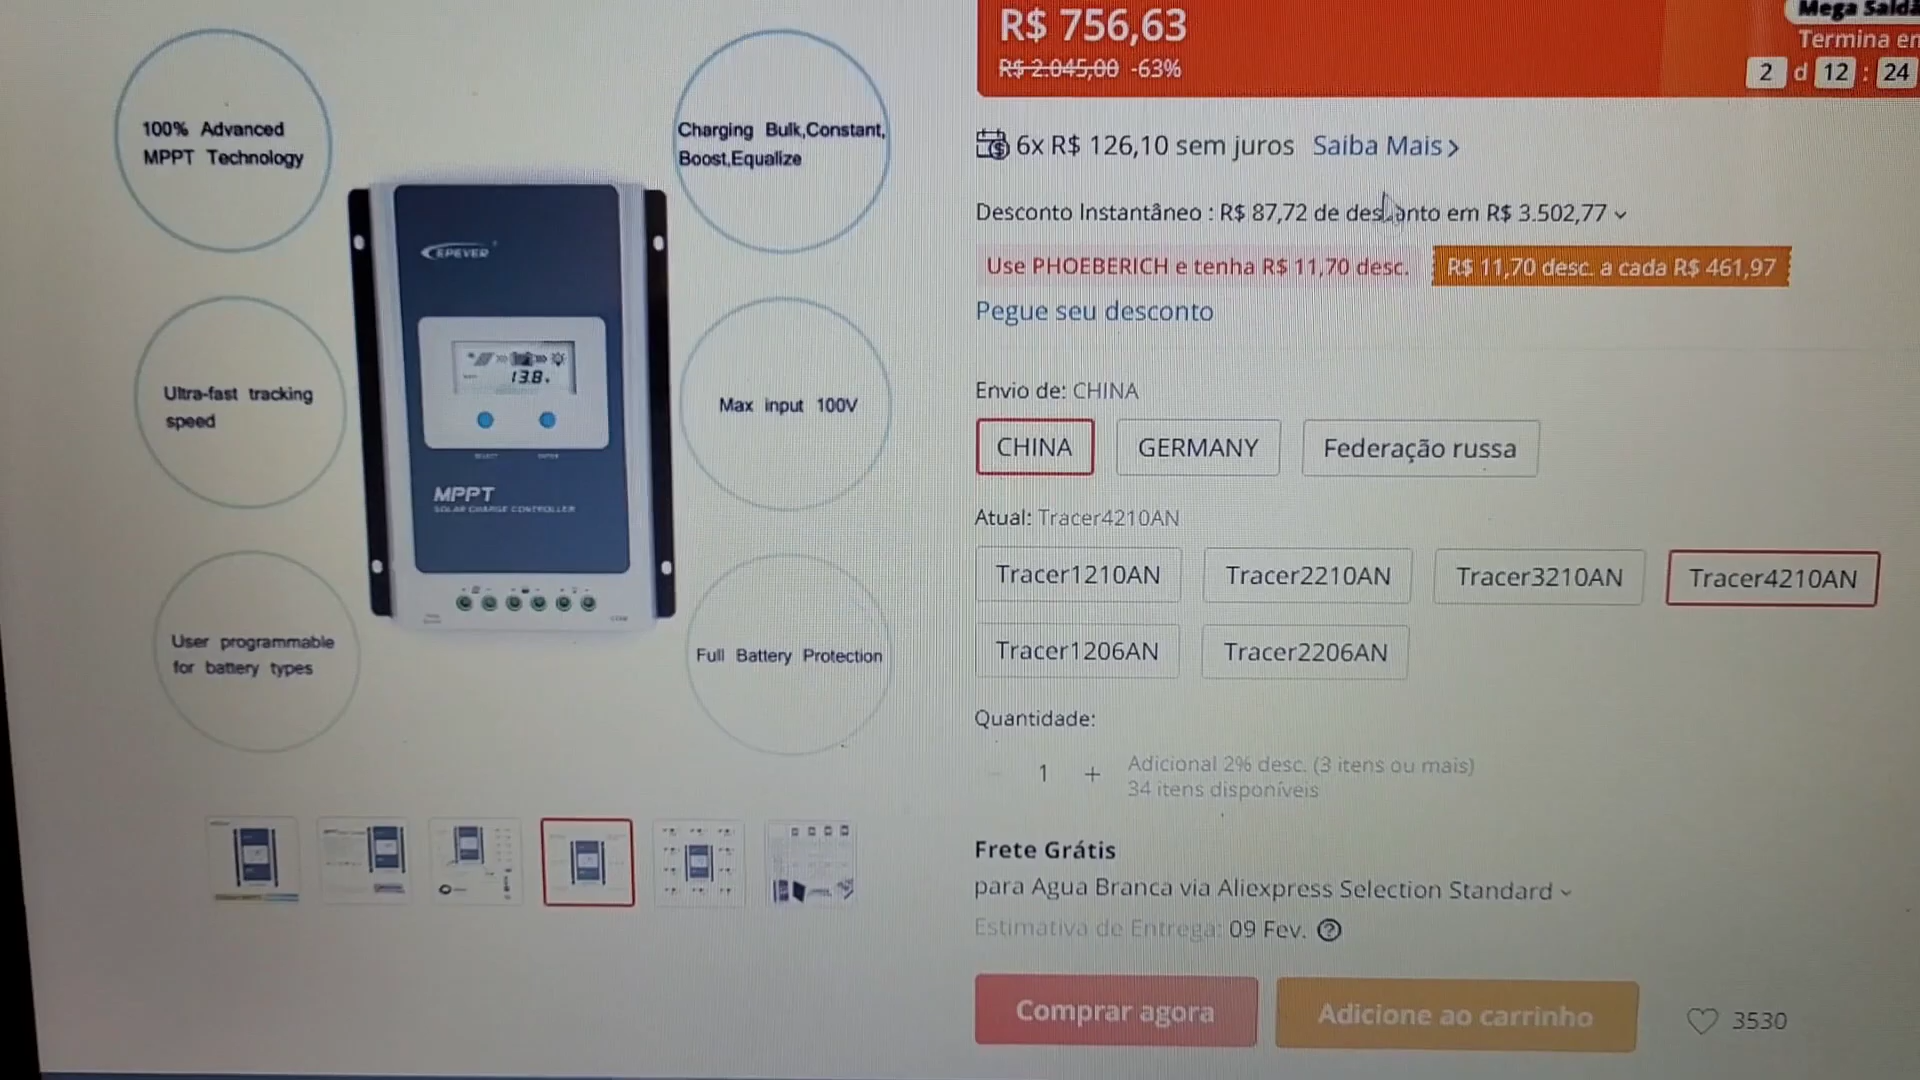 100% Advanced
MPPT Technology
Charging Bulk,Constant,
Boost,Equalize
EPEVER
Ultra-fast tracking
speed
13.8
Max input 100V
SELECT ENTER
MPPT
SOLAR CHARGE CONTROLLER
User programmable
for battery types
COM
Full Battery Protection
R$ 756,63
R$ 2.045,00 -63%
Mega
Termina
2 d 12 : 24
6x R$ 126,10 sem juros Saiba Mais >
Desconto Instantâneo : R$ 87,72 de desconto em R$ 3.502,77
Use PHOEBERICH e tenha R$ 11,70 desc. R$ 11,70 desc. a cada R$ 461,97
Pegue seu desconto
Envio de: CHINA
CHINA GERMANY Federação russa
Atual: Tracer4210AN
Tracer1210AN Tracer2210AN Tracer3210AN Tracer4210AN
Tracer1206AN Tracer2206AN
Quantidade:
- 1 + Adicional 2% desc. (3 itens ou mais)
34 itens disponíveis
Frete Grátis
para Agua Branca via Aliexpress Selection Standard
Estimativa de Entrega: 09 Fev. ?
Comprar agora Adicione ao carrinho 3530